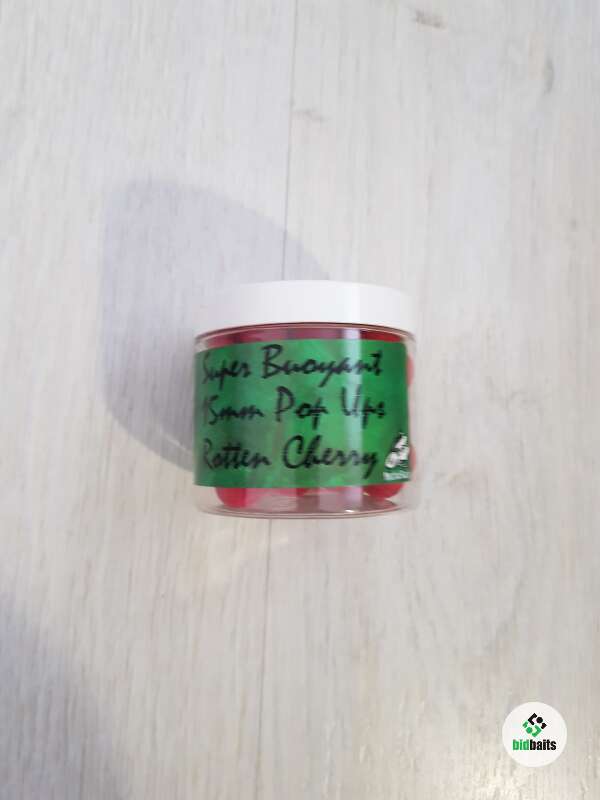 Super Buoyant
15mm Pop Ups
Rotten Cherry
bidbaits